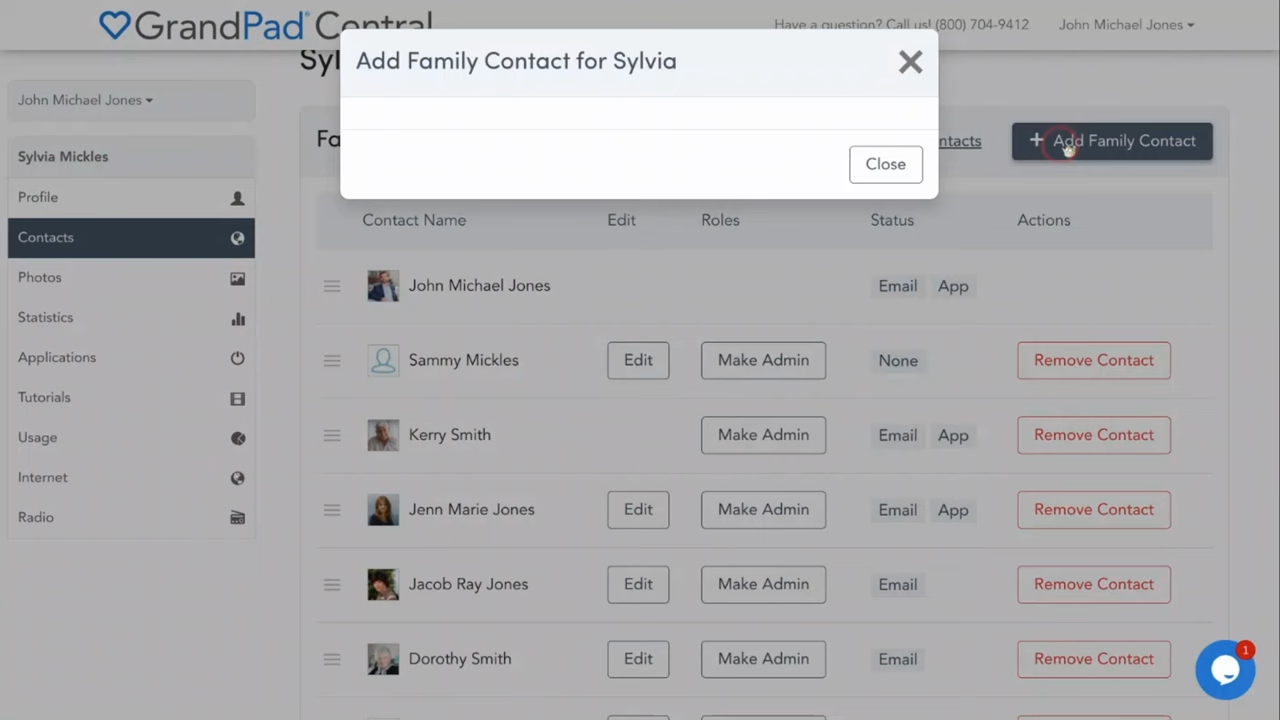 GrandPad Central
Have a question? Call us! (800) 704-9412
John Michael Jones
Add Family Contact for Sylvia
Close
John Michael Jones
Sylvia Mickles
Profile
Contacts
Photos
Statistics
Applications
Tutorials
Usage
Internet
Radio
Syl
Fa
ntacts
+ Add Family Contact
Contact Name Edit Roles Status Actions
John Michael Jones Email App
Sammy Mickles Edit Make Admin None Remove Contact
Kerry Smith Make Admin Email App Remove Contact
Jenn Marie Jones Edit Make Admin Email App Remove Contact
Jacob Ray Jones Edit Make Admin Email Remove Contact
Dorothy Smith Edit Make Admin Email Remove Contact
1